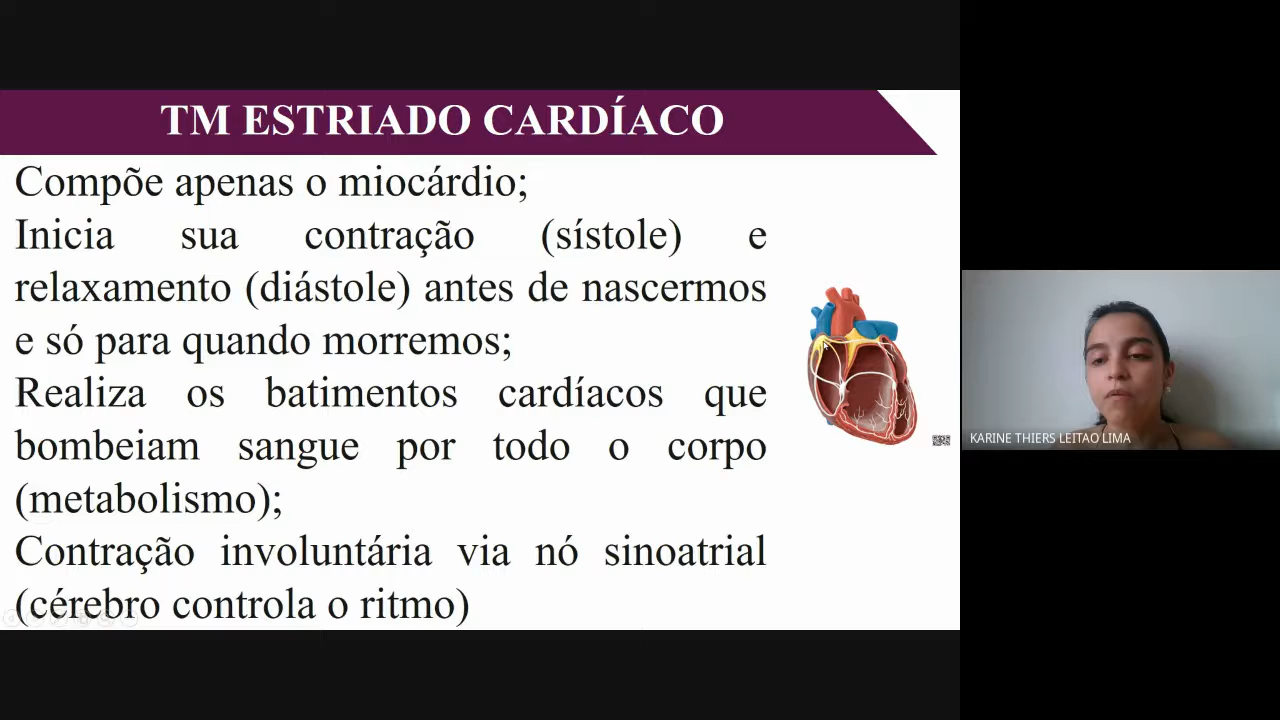 TM ESTRIADO CARDÍACO
Compõe apenas o miocárdio;
Inicia sua contração (sístole) e
relaxamento (diástole) antes de nascermos
e só para quando morremos;
Realiza os batimentos cardíacos que
bombeiam sangue por todo o corpo
(metabolismo);
Contração involuntária via nó sinoatrial
(cérebro controla o ritmo)
KARINE THIERS LEITAO LIMA